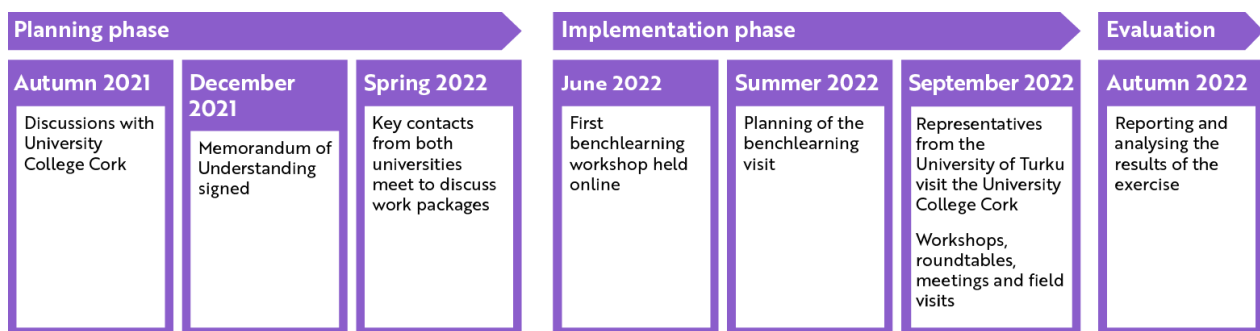 Planning phase
Autumn 2021
Discussions with
University
College Cork
December
2021
Memorandum of
Understanding
signed
Spring 2022
Key contacts
from both
universities
meet to discuss
work packages
Implementation phase
June 2022
First
benchlearning
workshop held
online
Summer 2022
Planning of the
benchlearning
visit
September 2022
Representatives
from the
University of Turku
visit the University
College Cork
Workshops,
roundtables,
meetings and field
visits
Evaluation
Autumn 2022
Reporting and
analysing the
results of the
exercise